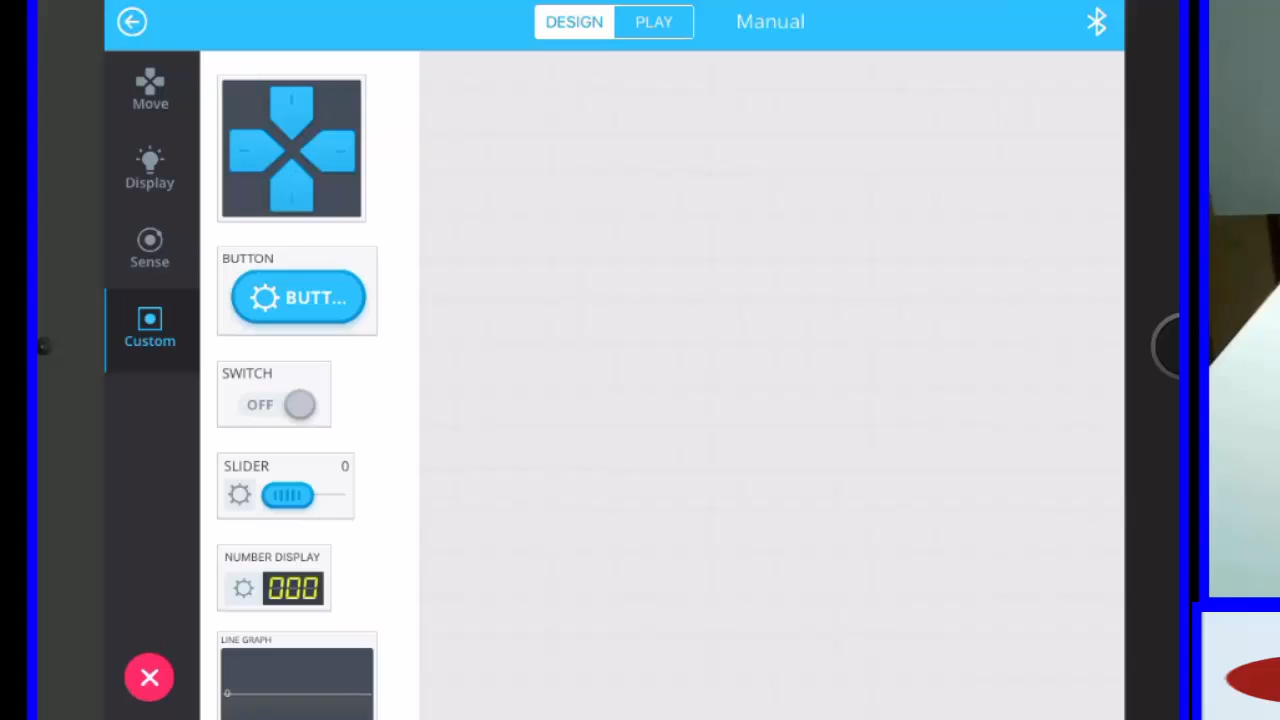 DESIGN PLAY Manual
Move
Display
Sense
Custom
BUTTON
BUTT...
SWITCH
OFF
SLIDER 0
NUMBER DISPLAY
000
LINE GRAPH
0